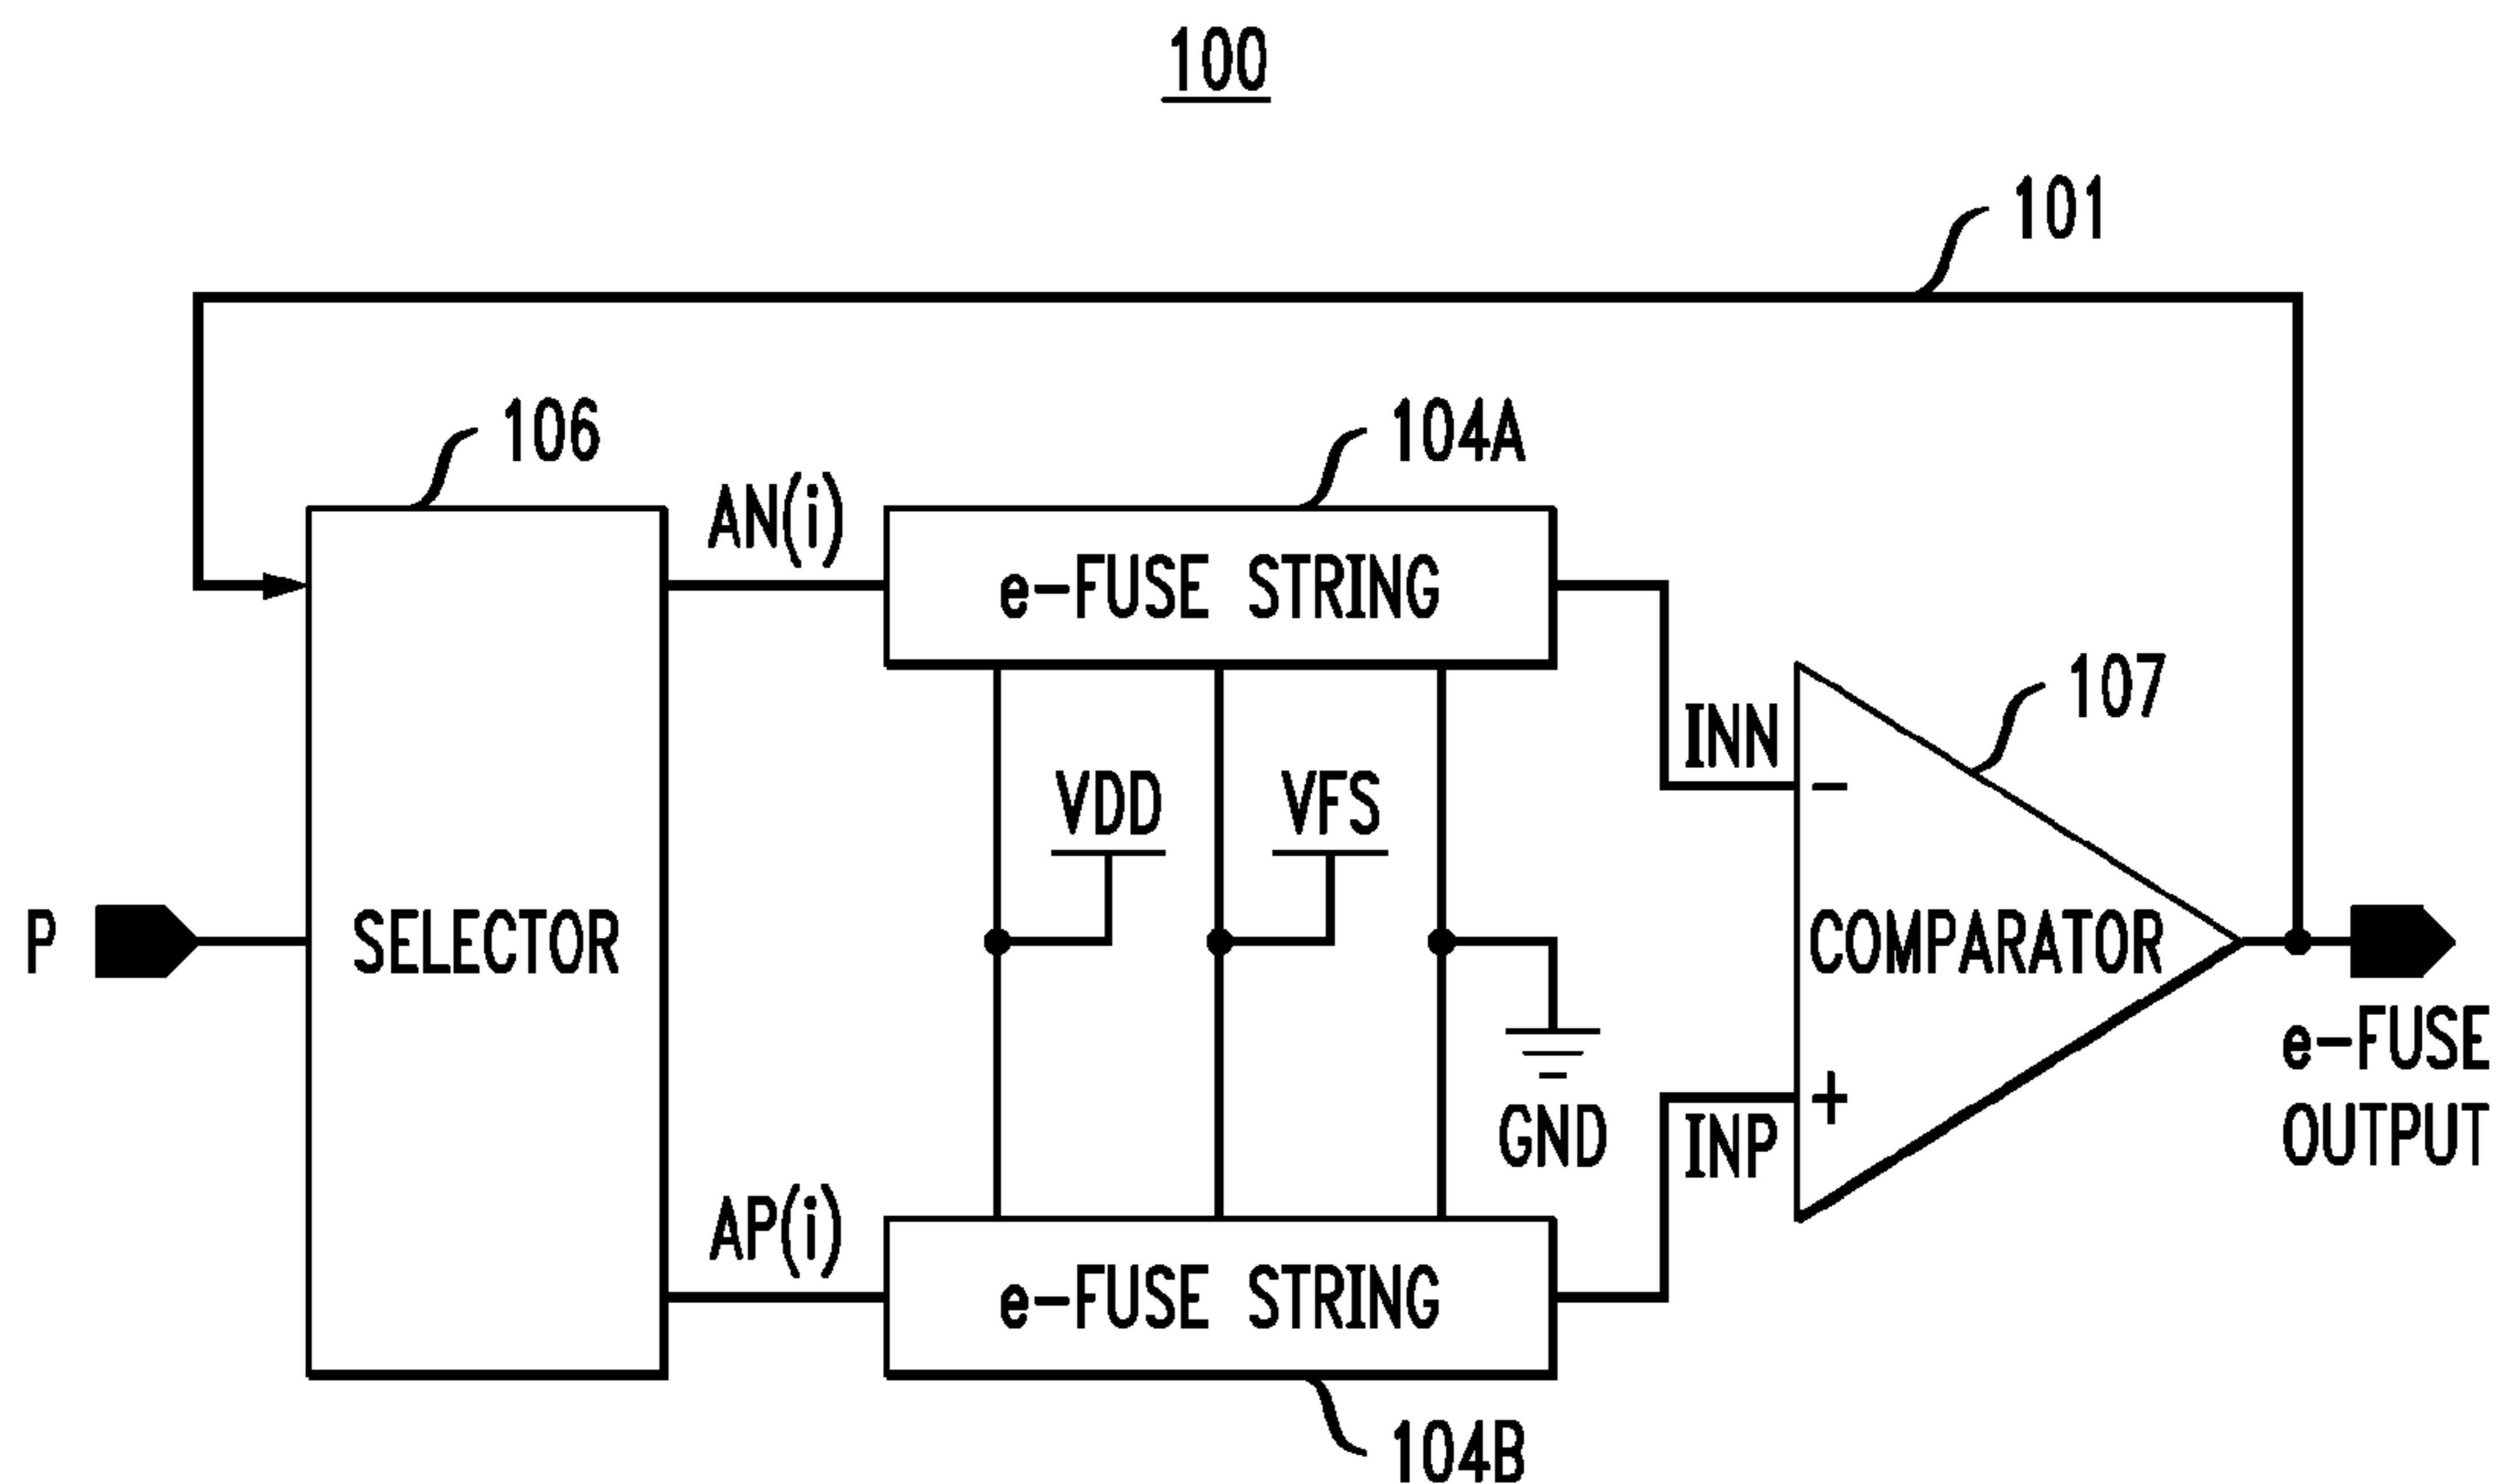 100
101
106
104A
AN(i)
e-FUSE STRING
107
INN
−
VDD
VFS
P
SELECTOR
COMPARATOR
e-FUSE
OUTPUT
+
GND
INP
AP(i)
e-FUSE STRING
104B